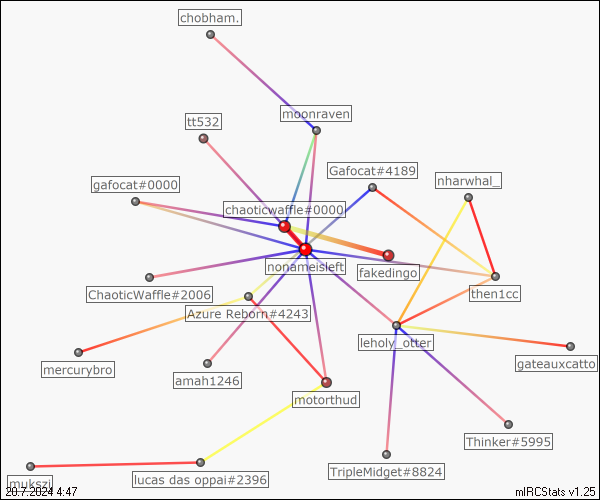 chobham.
moonraven
tt532
Gafocat#4189
nharwhal_
gafocat#0000
chaoticwaffle#0000
nonameisleft
fakedingo
ChaoticWaffle#2006
then1cc
Azure Reborn#4243
leholy_otter
mercurybro
gateauxcatto
amah1246
motorthud
Thinker#5995
TripleMidget#8824
lucas das oppai#2396
mukszi
20.7.2024 4:47
mIRCStats v1.25